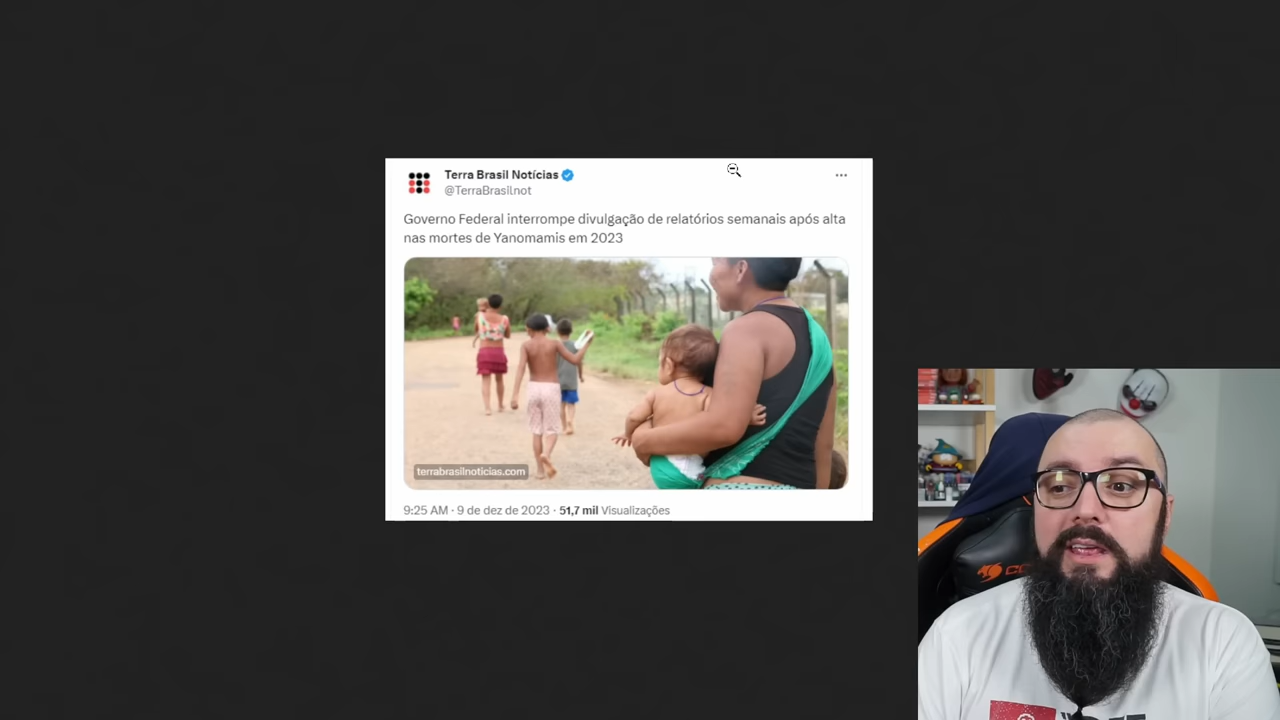 Terra Brasil Notícias
@TerraBrasilnot
Governo Federal interrompe divulgação de relatórios semanais após alta
nas mortes de Yanomamis em 2023
terrabrasilnoticias.com
9:25 AM · 9 de dez de 2023 · 51,7 mil Visualizações